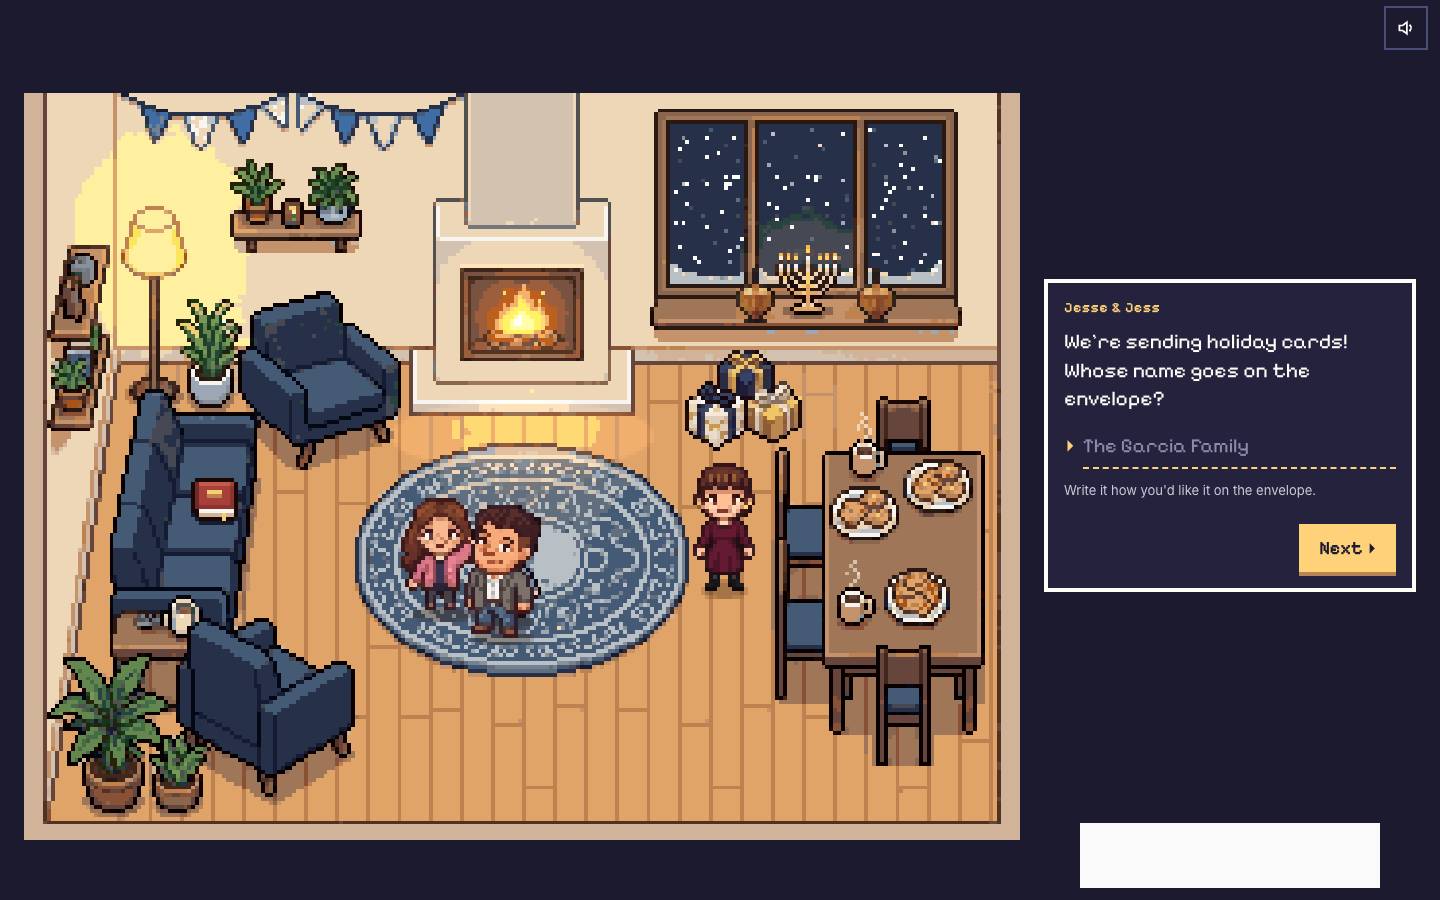 Jesse & Jess
We're sending holiday cards!
Whose name goes on the
envelope?
The Garcia Family
Write it how you'd like it on the envelope.
Next